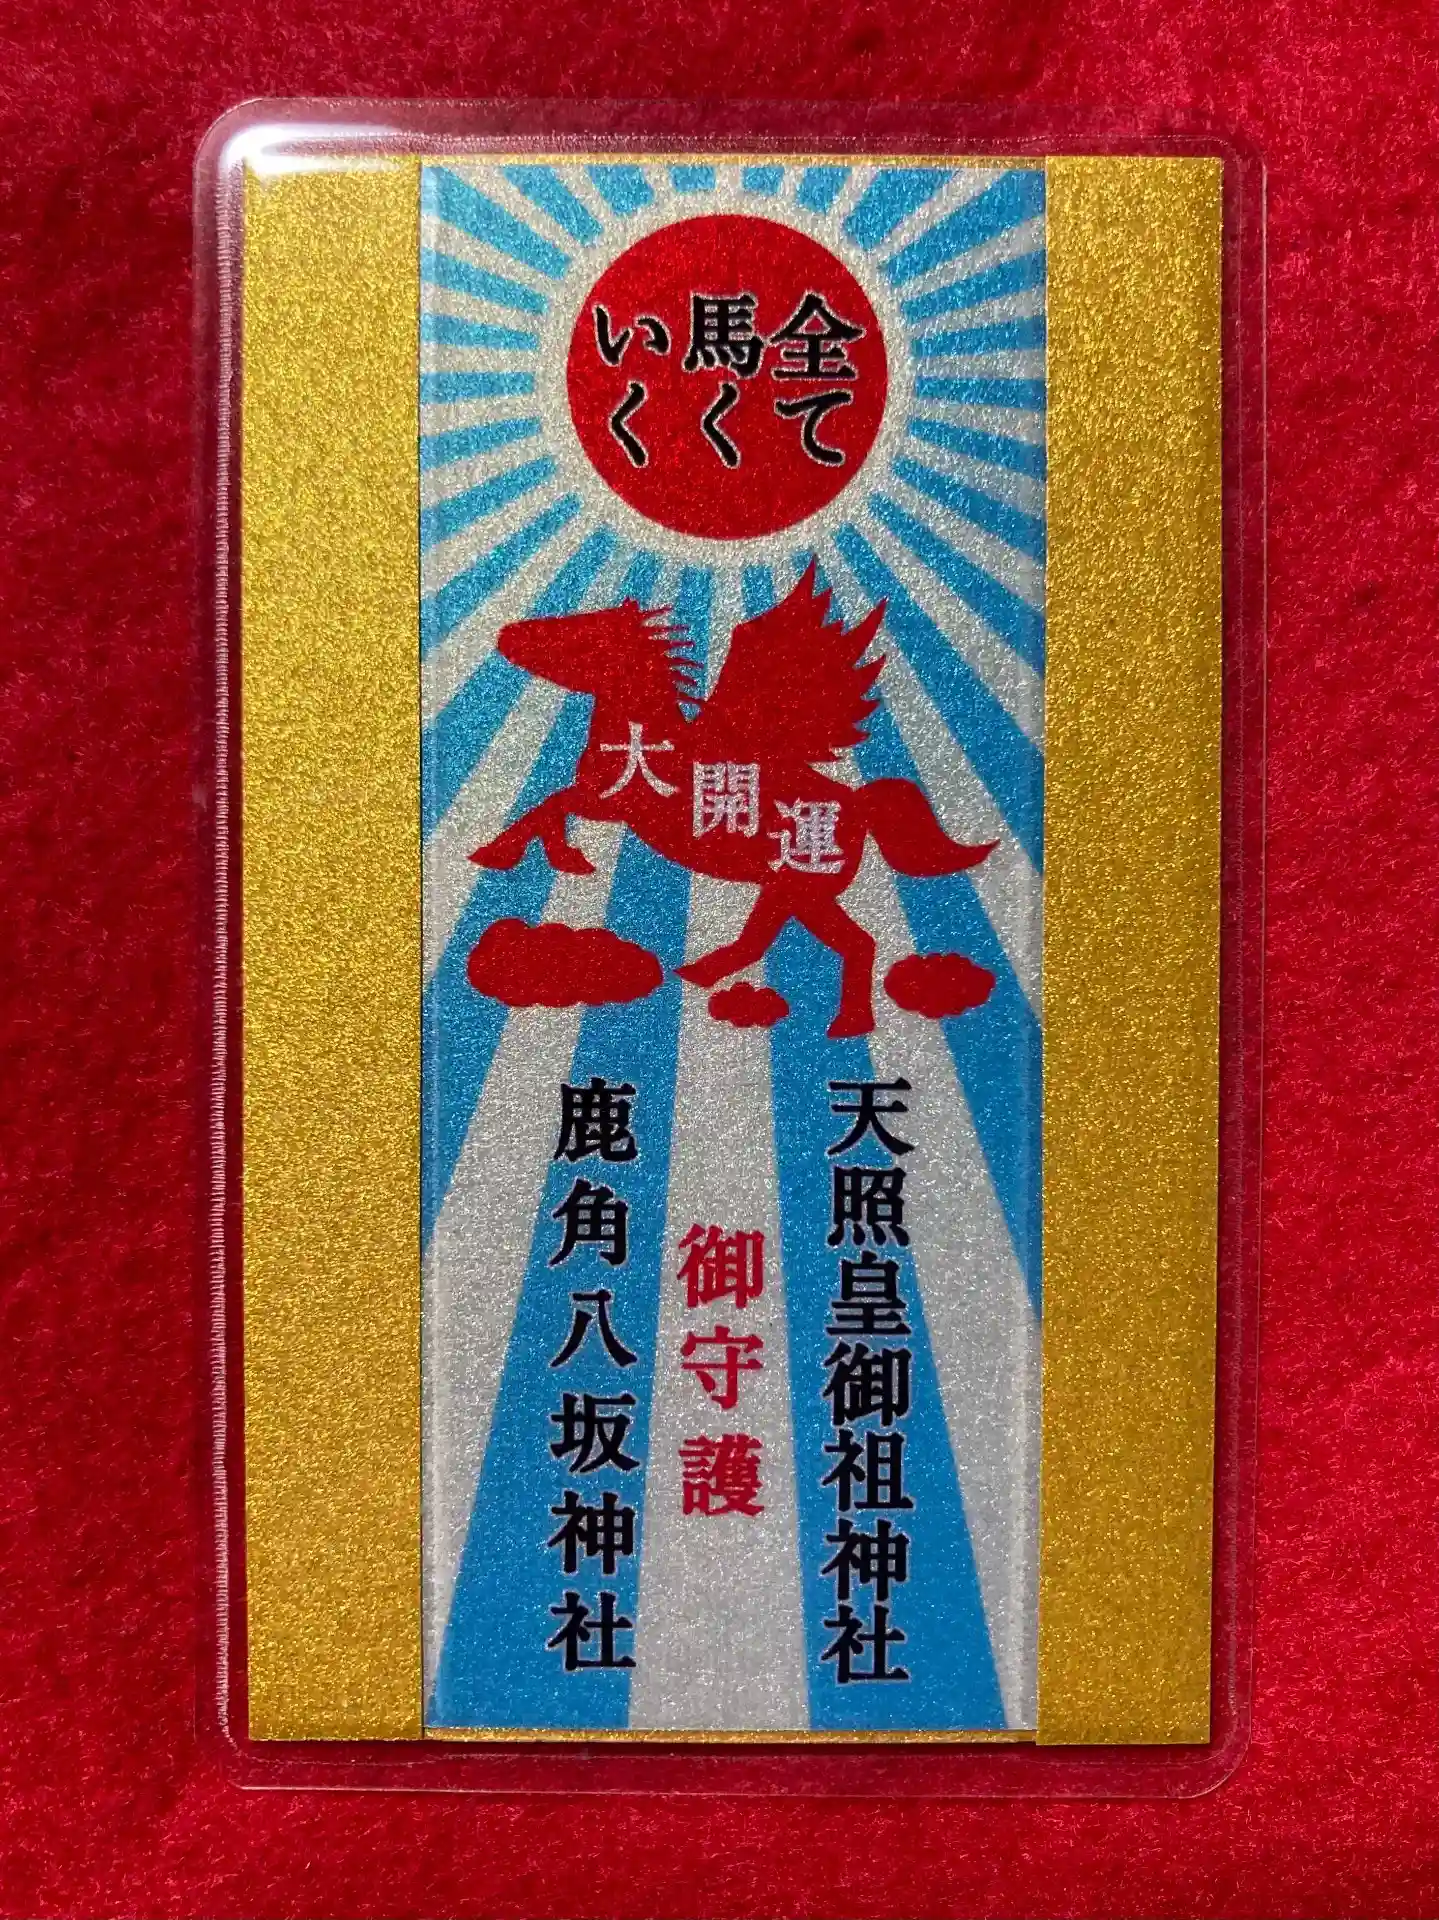 全て
馬く
いく
大開運
天照皇御祖神社
御守護
鹿角八坂神社